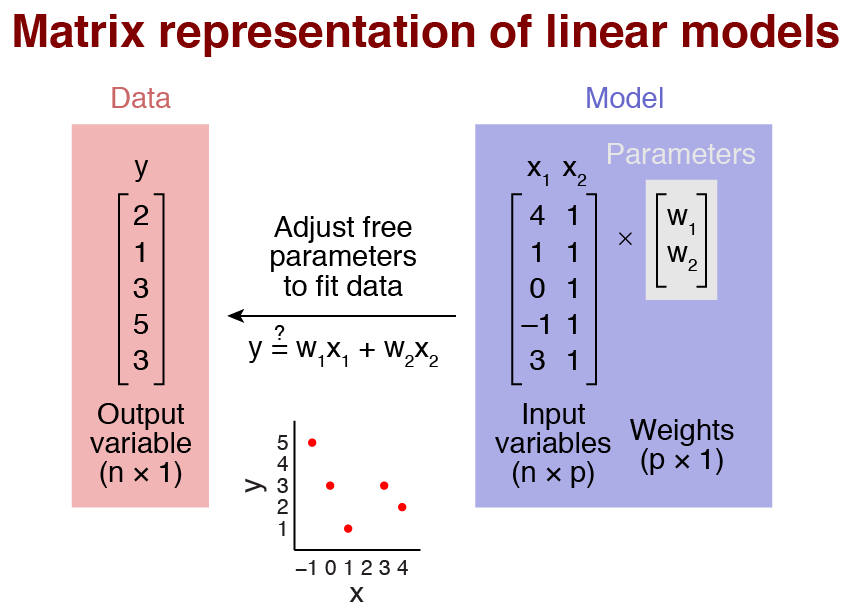 Matrix representation of linear models
Data
Model
y
2
1
3
5
3
Output
variable
(n × 1)
Adjust free
parameters
to fit data
?
y = w₁x₁ + w₂x₂
5
4
3
2
1
y
–1 0 1 2 3 4
x
Parameters
x₁ x₂
4 1
1 1
0 1
–1 1
3 1
×
w₁
w₂
Input
variables
(n × p)
Weights
(p × 1)